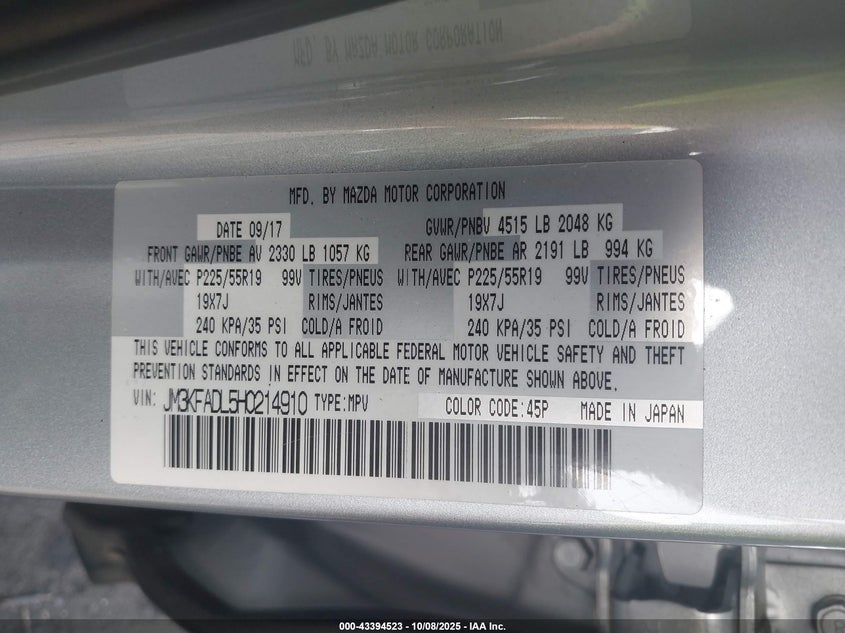 MFD. BY MAZDA MOTOR CORPORATION
DATE 09/17 GVWR/PNBV 4515 LB 2048 KG
FRONT GAWR/PNBE AV 2330 LB 1057 KG REAR GAWR/PNBE AR 2191 LB 994 KG
WITH/AVEC P225/55R19 99V TIRES/PNEUS WITH/AVEC P225/55R19 99V TIRES/PNEUS
19X7J RIMS/JANTES 19X7J RIMS/JANTES
240 KPA/35 PSI COLD/A FROID 240 KPA/35 PSI COLD/A FROID
THIS VEHICLE CONFORMS TO ALL APPLICABLE FEDERAL MOTOR VEHICLE SAFETY AND THEFT
PREVENTION STANDARDS IN EFFECT ON THE DATE OF MANUFACTURE SHOWN ABOVE.
VIN: JM3KFADL5H0214910 TYPE:MPV COLOR CODE:45P MADE IN JAPAN
000-43394523 - 10/08/2025 - IAA Inc.